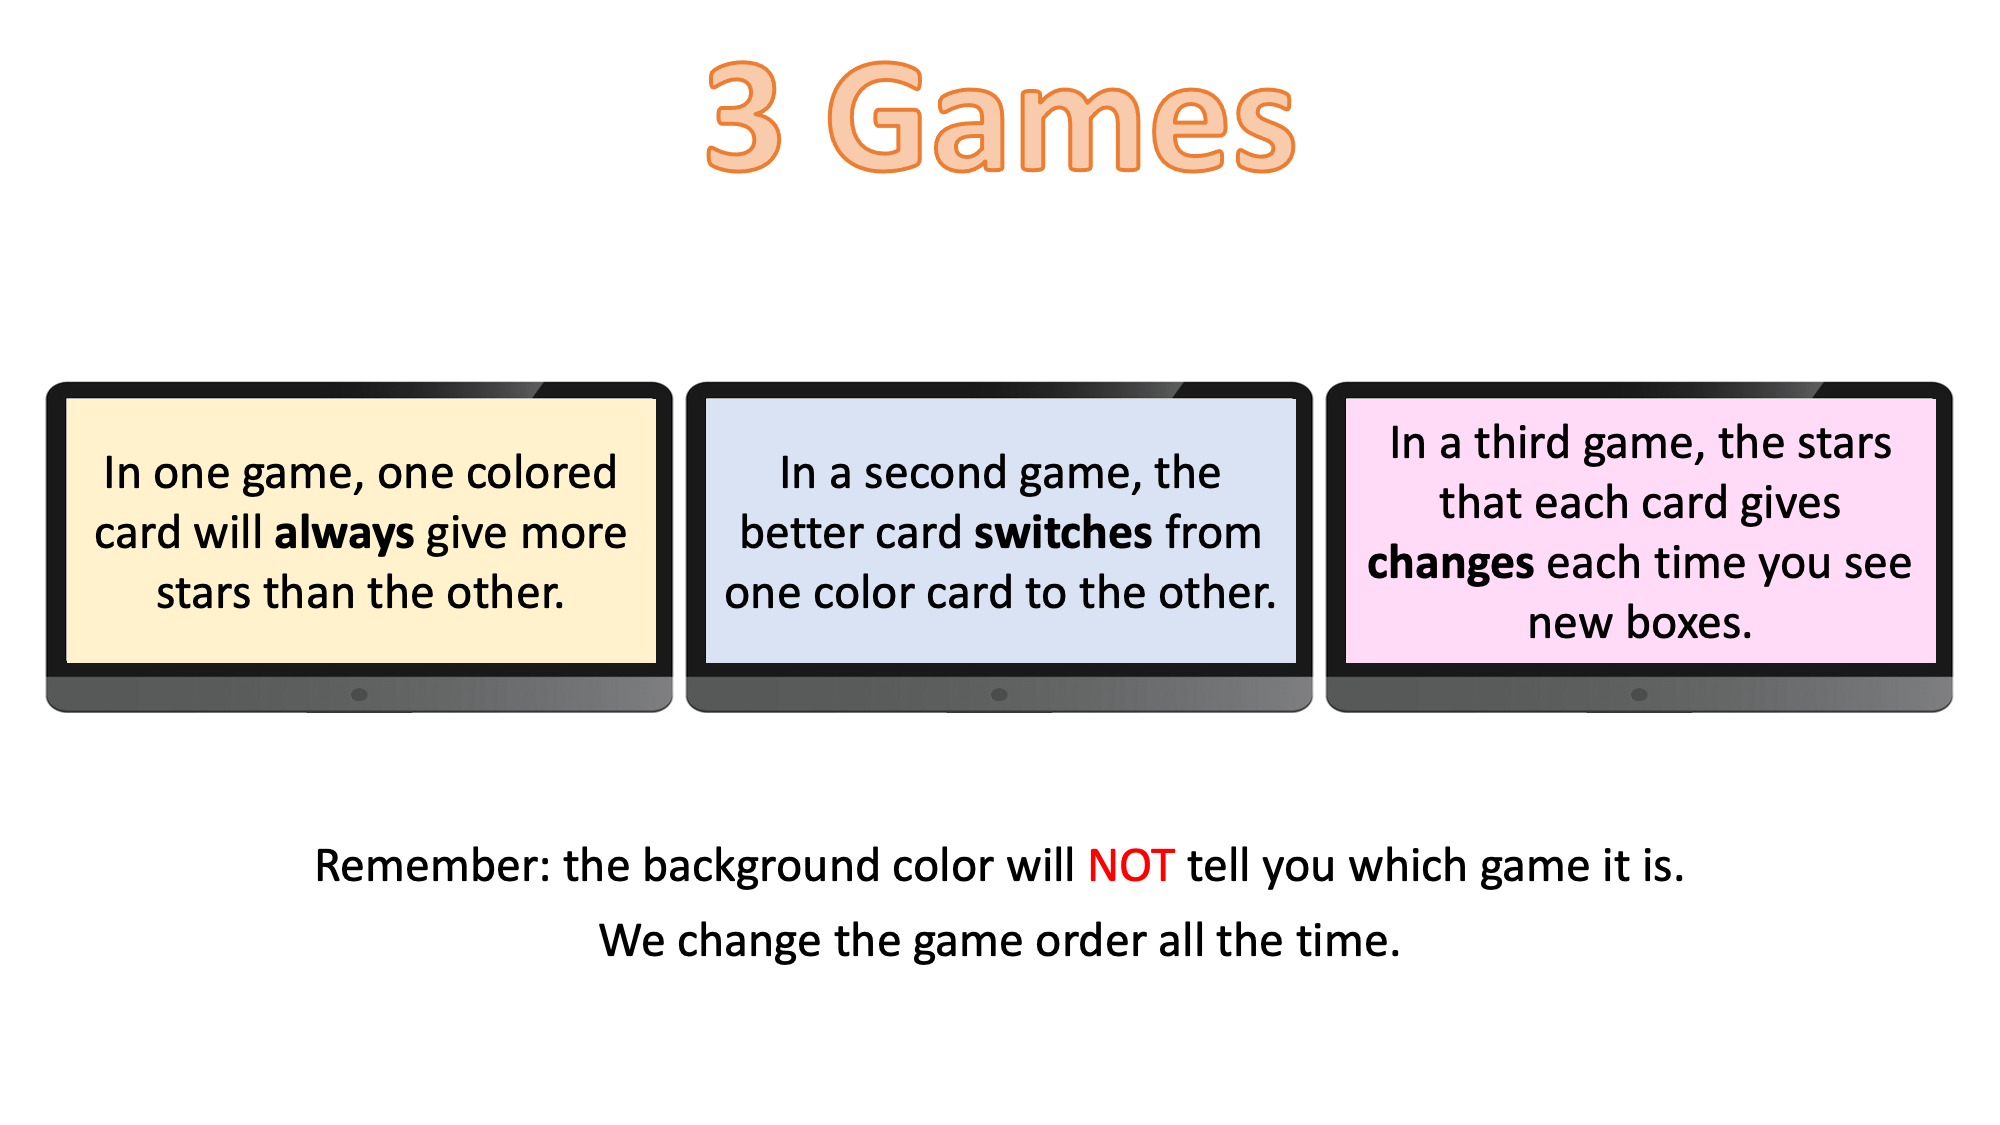 3 Games
In one game, one colored
card will always give more
stars than the other.
In a second game, the
better card switches from
one color card to the other.
In a third game, the stars
that each card gives
changes each time you see
new boxes.
Remember: the background color will NOT tell you which game it is.
We change the game order all the time.